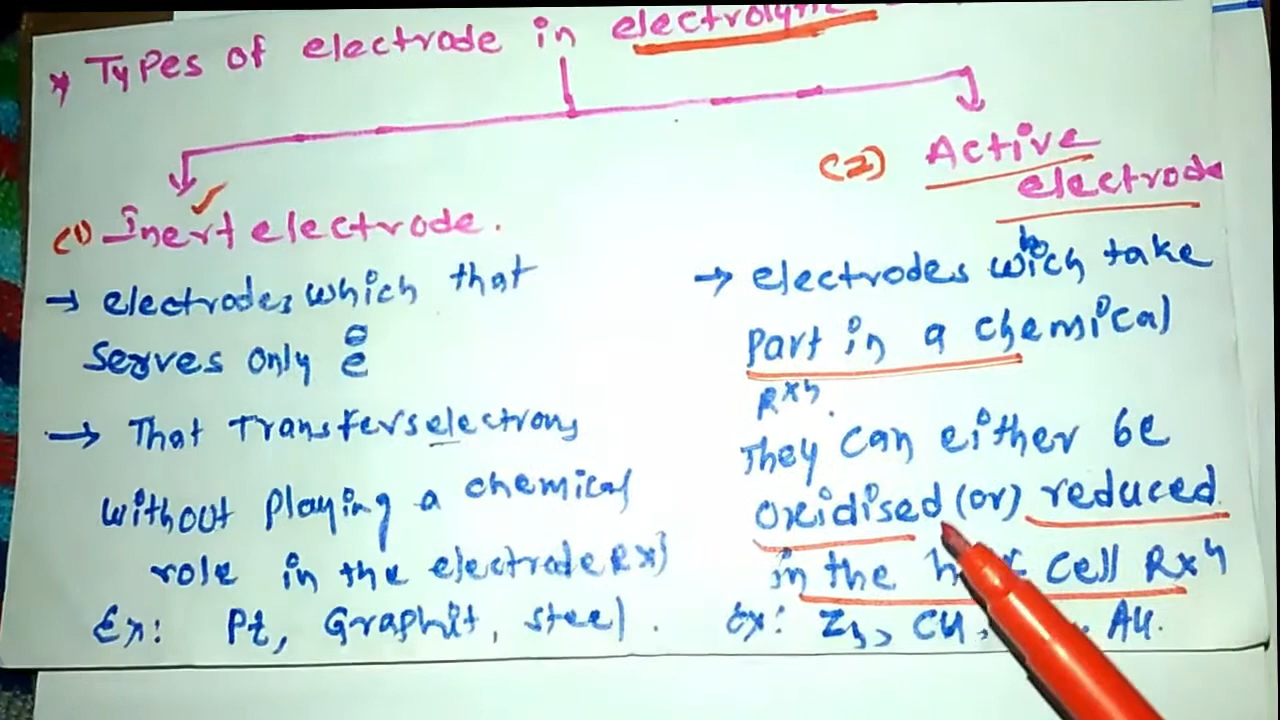 * Types of electrode in electrolytic
(1) Inert electrode.
→ electrodes which that
serves only e⊖
→ That Transfers electrons
without playing a chemical
role in the electrode Rxn
Ex: Pt, Graphit, steel.
(2) Active
electrode
→ electrodes wich take
Part in a chemical
Rxn.
They can either be
oxidised (or) reduced
in the cell Rxn
Ex: Zn, Cu, Au.